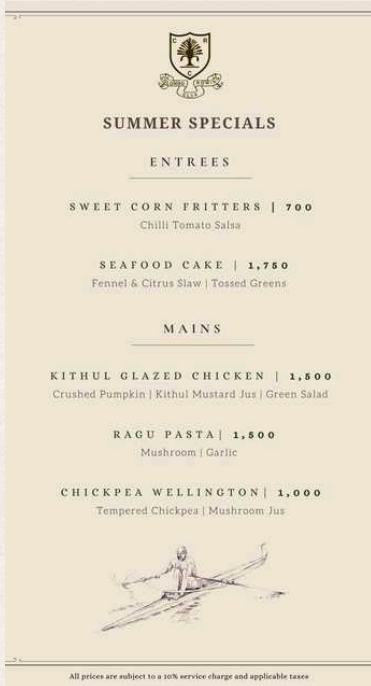 C R
C
COLOMBO ROWING
CLUB
SUMMER SPECIALS
ENTREES
SWEET CORN FRITTERS | 700
Chilli Tomato Salsa
SEAFOOD CAKE | 1,750
Fennel & Citrus Slaw | Tossed Greens
MAINS
KITHUL GLAZED CHICKEN | 1,500
Crushed Pumpkin | Kithul Mustard Jus | Green Salad
RAGU PASTA| 1,500
Mushroom | Garlic
CHICKPEA WELLINGTON| 1,000
Tempered Chickpea | Mushroom Jus
All prices are subject to a 10% service charge and applicable taxes